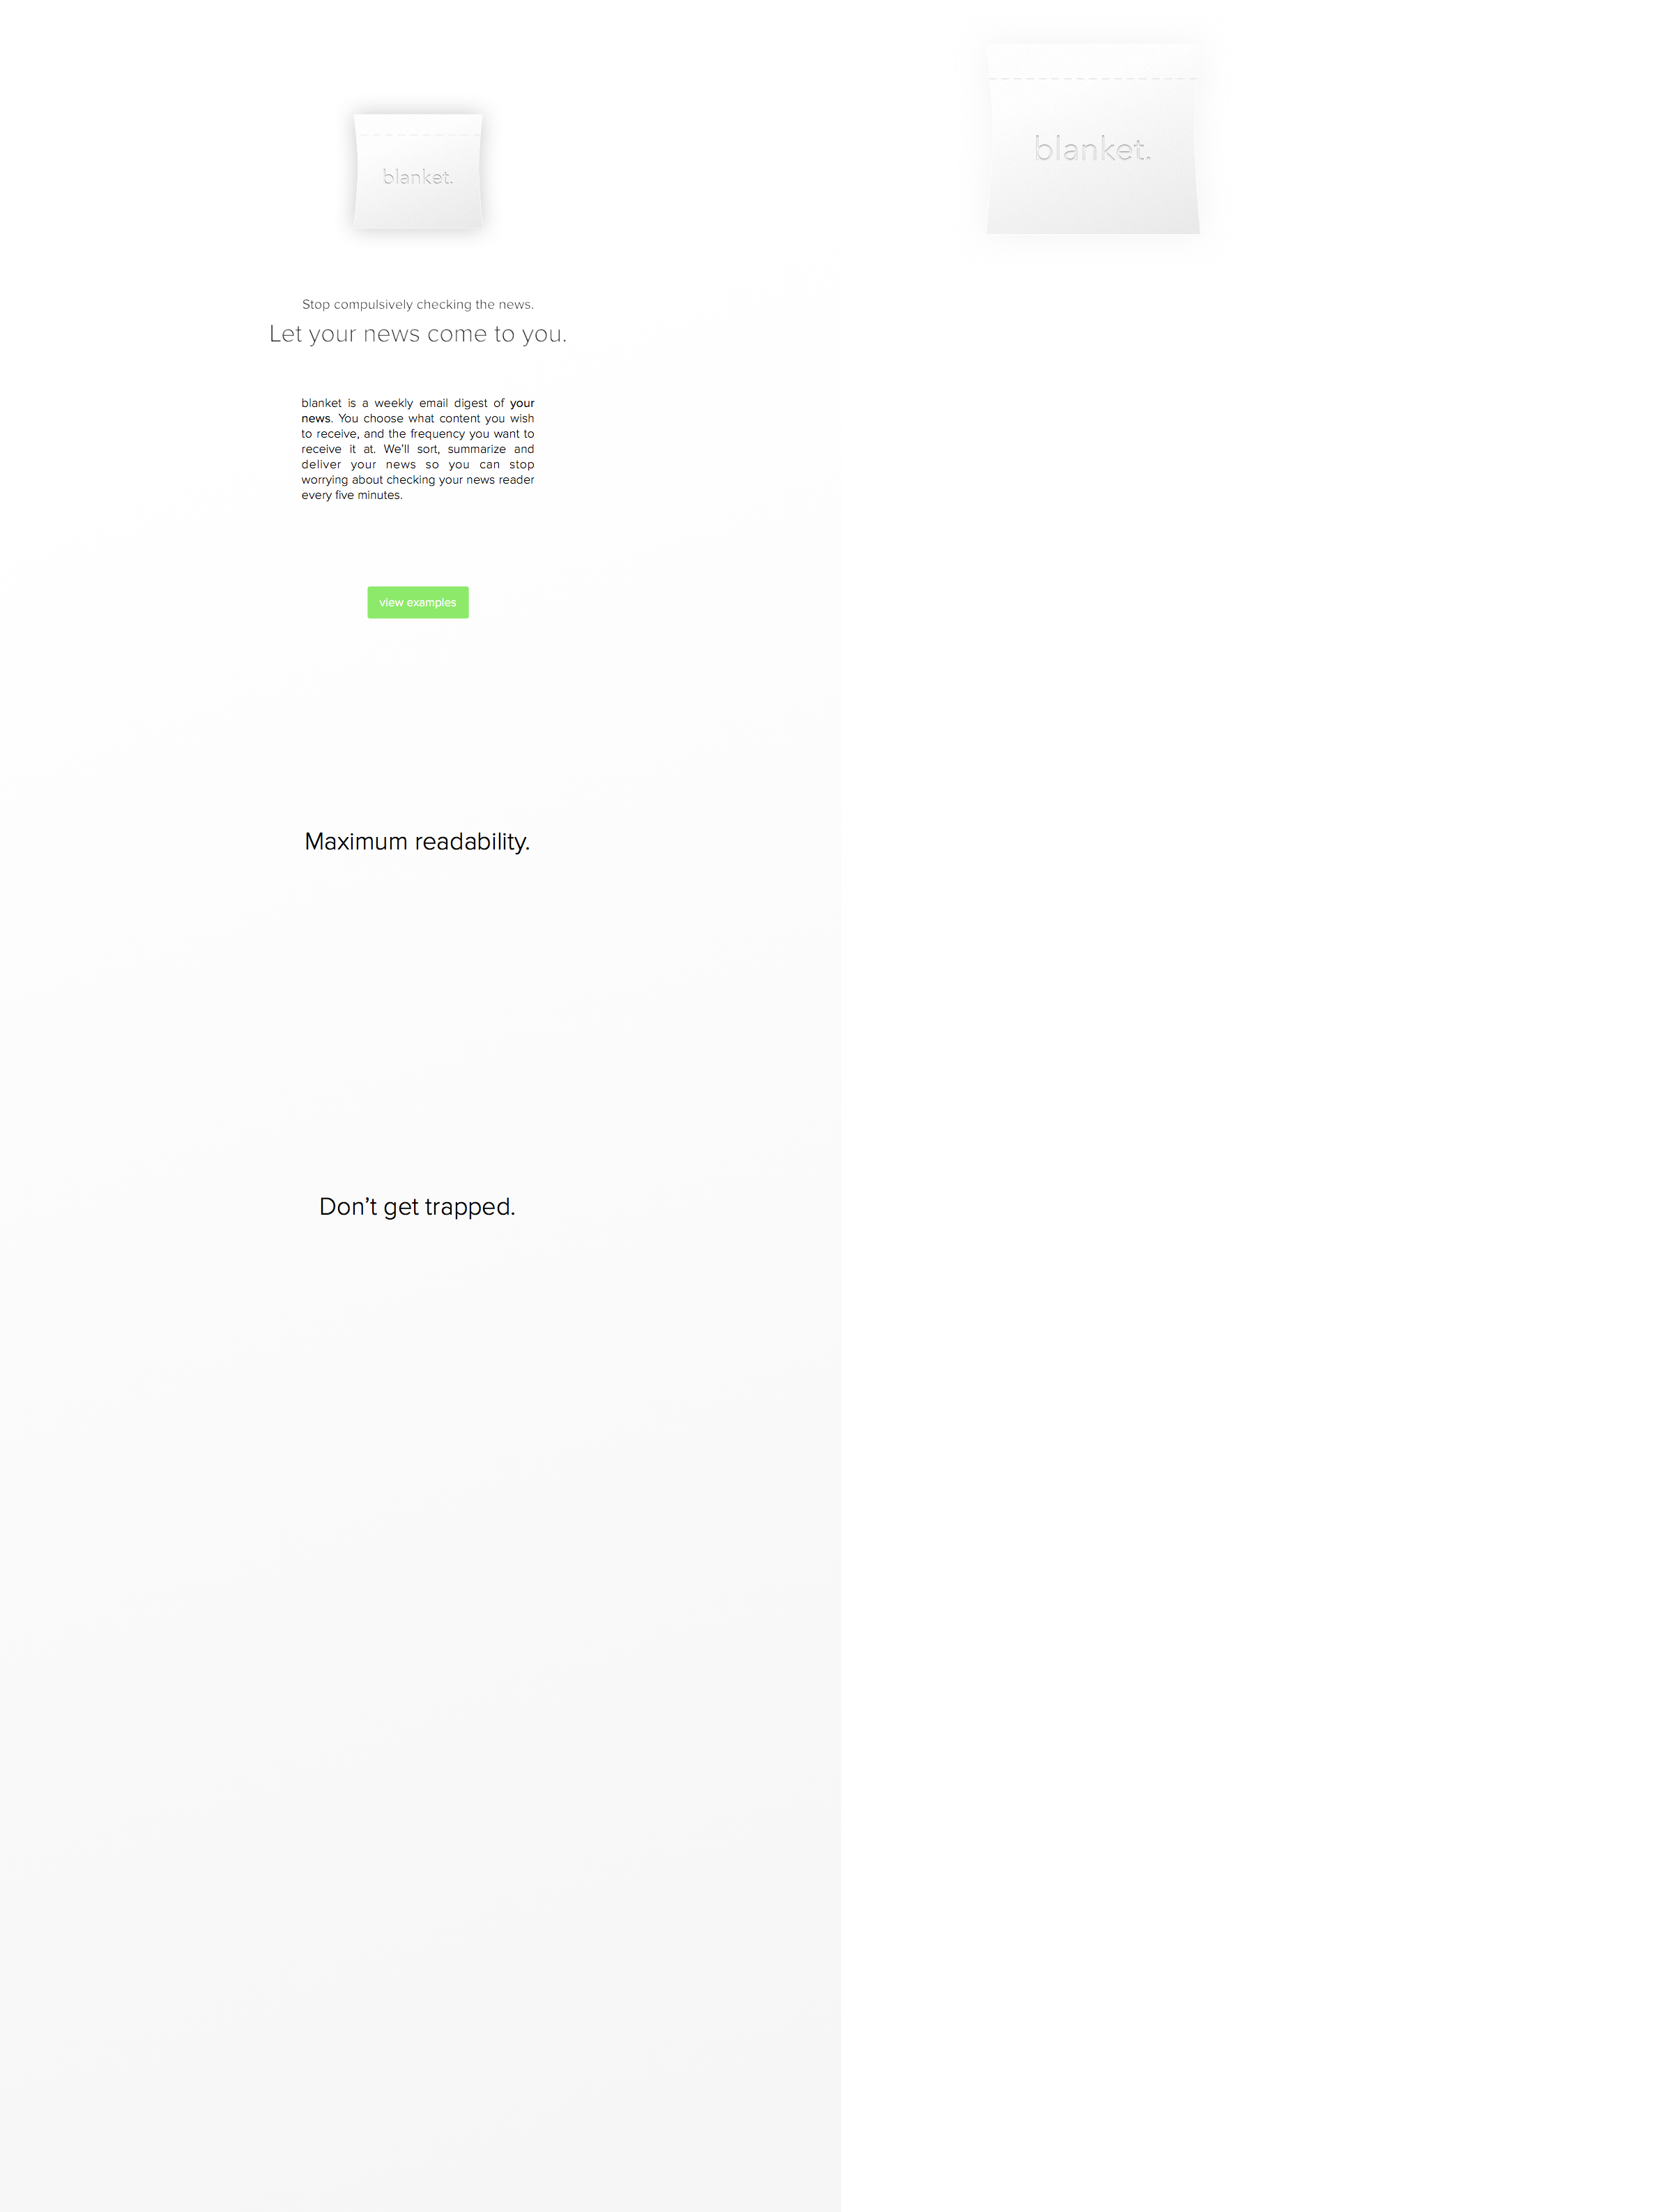 blanket.
Stop compulsively checking the news.
Let your news come to you.
blanket is a weekly email digest of your
news. You choose what content you wish
to receive, and the frequency you want to
receive it at. We'll sort, summarize and
deliver your news so you can stop
worrying about checking your news reader
every five minutes.
view examples
Maximum readability.
Don’t get trapped.
blanket.